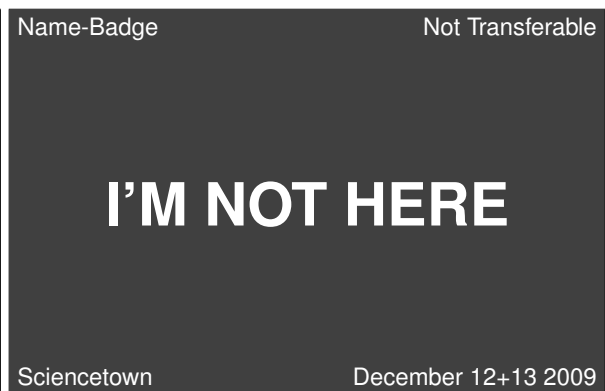 Name-Badge Not Transferable
I’M NOT HERE
Sciencetown December 12+13 2009